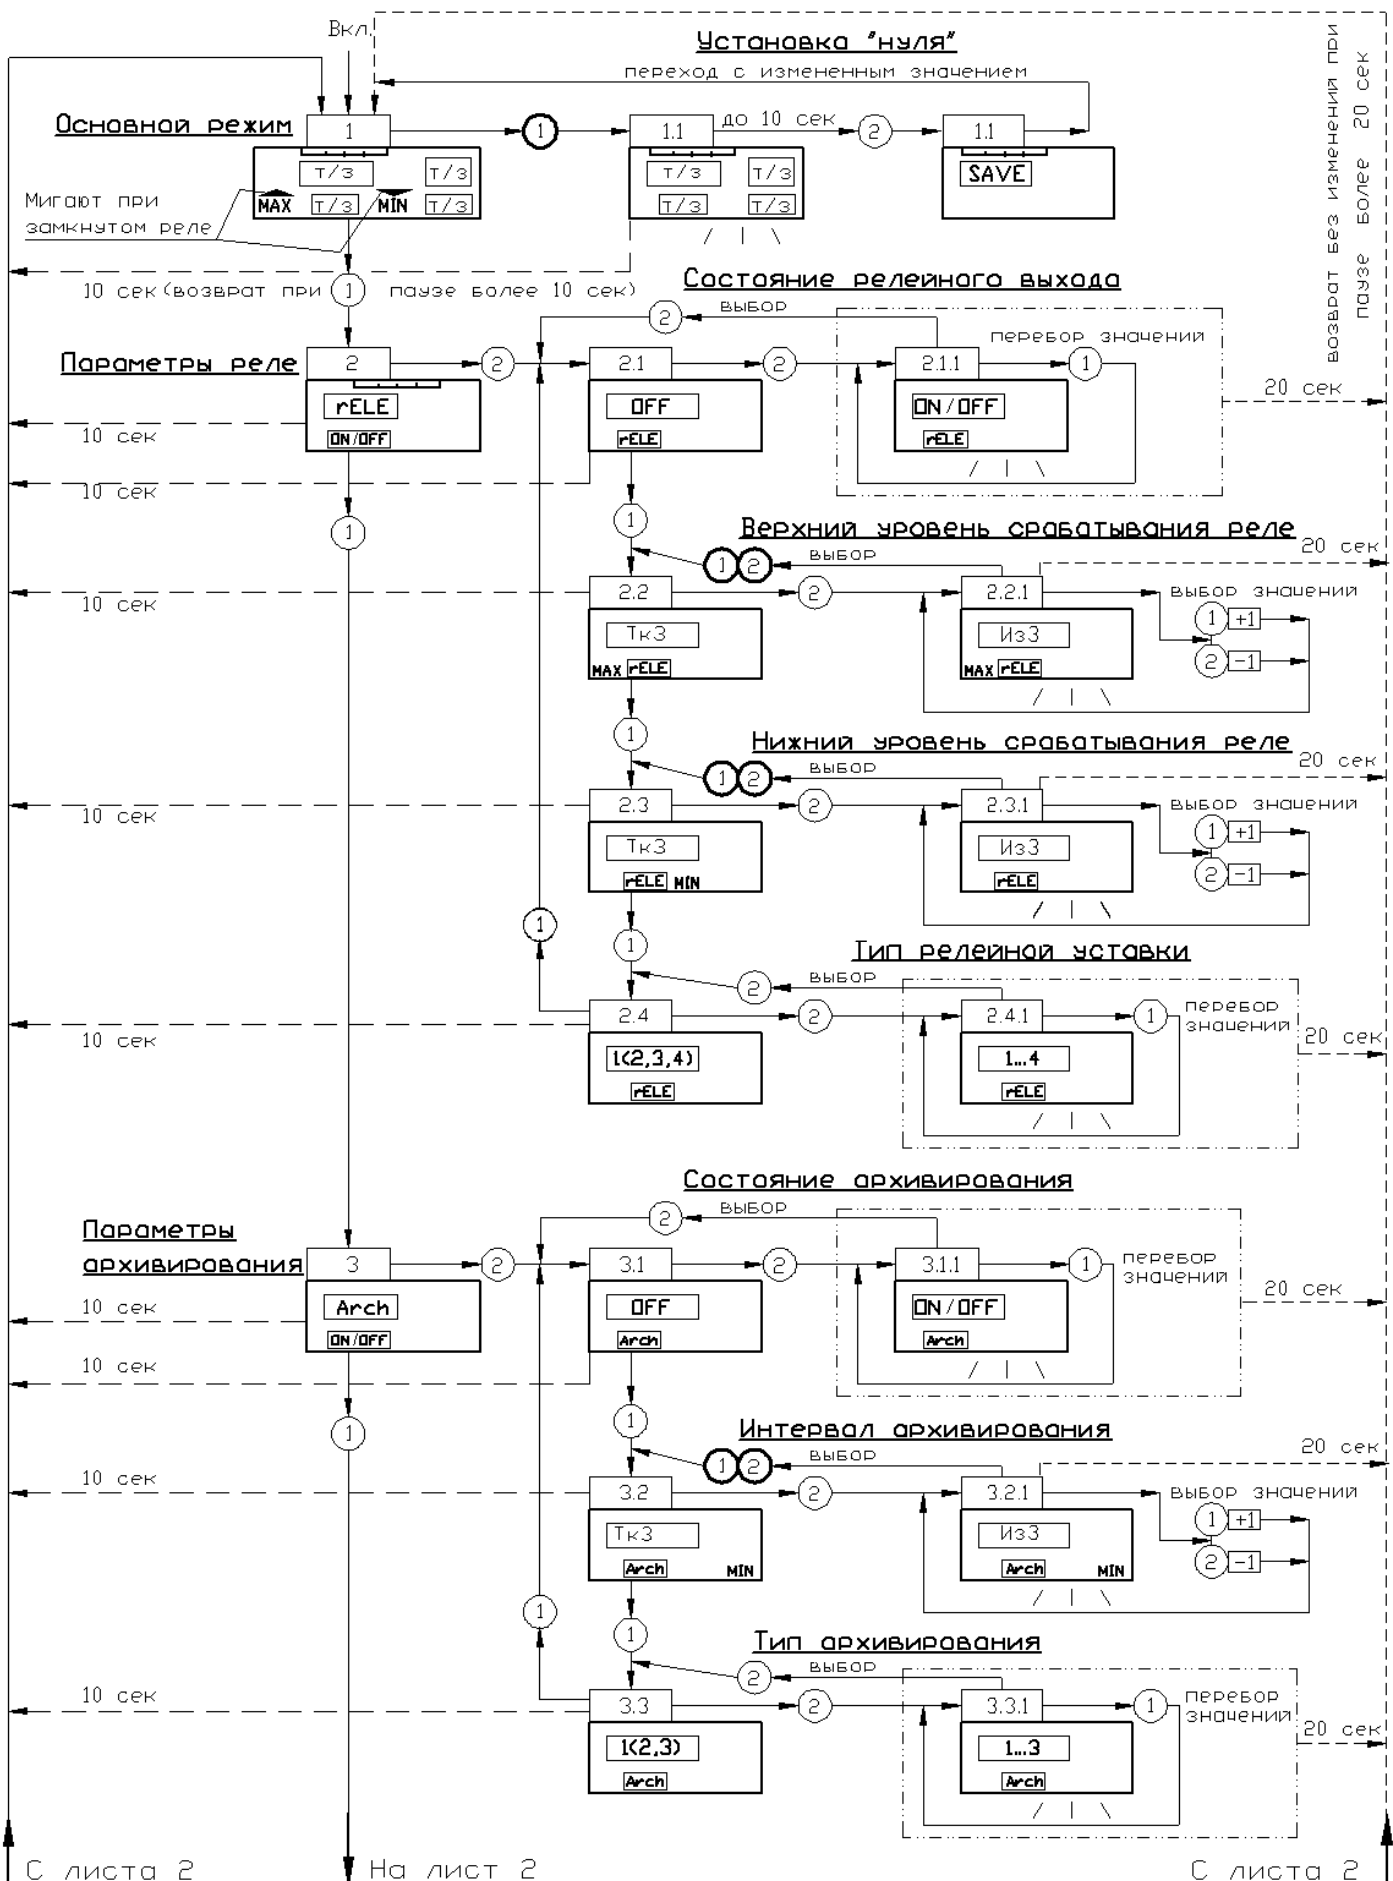 Вкл.
Установка "нуля"
переход с измененным значением
возврат без изменений при
паузе более 20 сек
Основной режим
1
1
1.1
до 10 сек
2
1.1
т/з
т/з
MAX
т/з
MIN
т/з
т/з
т/з
т/з
т/з
SAVE
Мигают при
замкнутом реле
10 сек (возврат при
1
паузе более 10 сек)
Состояние релейного выхода
2
выбор
перебор значений
Параметры реле
2
2
2.1
2
2.1.1
1
rELE
ON/OFF
OFF
rELE
ON/OFF
rELE
20 сек
10 сек
10 сек
1
1
Верхний уровень срабатывания реле
1
2
выбор
20 сек
10 сек
2.2
2
2.2.1
выбор значений
1
+1
2
-1
Тк3
MAX
rELE
Из3
MAX
rELE
1
Нижний уровень срабатывания реле
1
2
выбор
20 сек
10 сек
2.3
2
2.3.1
выбор значений
1
+1
2
-1
Тк3
rELE
MIN
Из3
rELE
1
1
Тип релейной уставки
2
выбор
10 сек
2.4
2
2.4.1
1
перебор
значений
20 сек
1(2,3,4)
rELE
1...4
rELE
Состояние архивирования
2
выбор
Параметры
архивирования
3
2
3.1
2
3.1.1
1
перебор
значений
20 сек
10 сек
Arch
ON/OFF
OFF
Arch
ON/OFF
Arch
10 сек
1
1
Интервал архивирования
1
2
выбор
20 сек
10 сек
3.2
2
3.2.1
выбор значений
1
+1
2
-1
Тк3
Arch
MIN
Из3
Arch
MIN
1
1
Тип архивирования
2
выбор
10 сек
3.3
2
3.3.1
1
перебор
значений
20 сек
1(2,3)
Arch
1...3
Arch
С листа 2
На лист 2
С листа 2